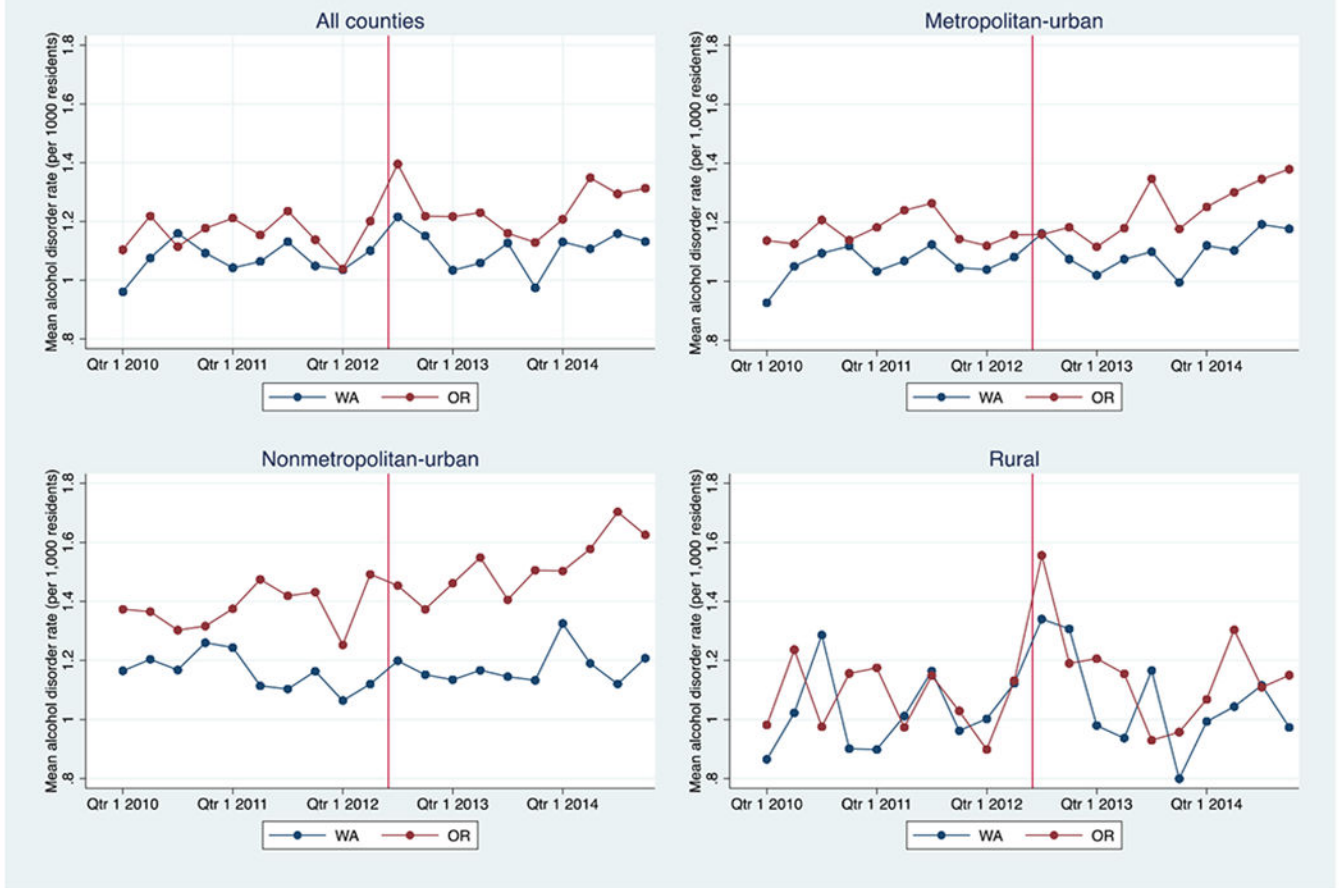 All counties
Mean alcohol disorder rate (per 1000 residents)
1.8
1.6
1.4
1.2
1
.8
Qtr 1 2010 Qtr 1 2011 Qtr 1 2012 Qtr 1 2013 Qtr 1 2014
WA OR
Metropolitan-urban
Mean alcohol disorder rate (per 1,000 residents)
1.8
1.6
1.4
1.2
1
.8
Qtr 1 2010 Qtr 1 2011 Qtr 1 2012 Qtr 1 2013 Qtr 1 2014
WA OR
Nonmetropolitan-urban
Mean alcohol disorder rate (per 1,000 residents)
1.8
1.6
1.4
1.2
1
.8
Qtr 1 2010 Qtr 1 2011 Qtr 1 2012 Qtr 1 2013 Qtr 1 2014
WA OR
Rural
Mean alcohol disorder rate (per 1,000 residents)
1.8
1.6
1.4
1.2
1
.8
Qtr 1 2010 Qtr 1 2011 Qtr 1 2012 Qtr 1 2013 Qtr 1 2014
WA OR